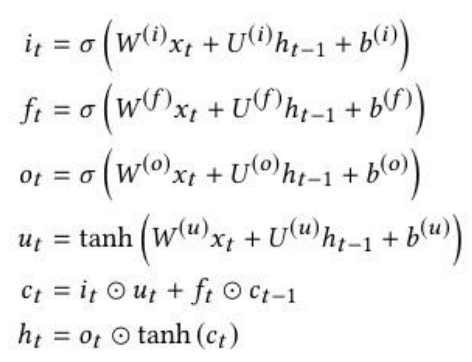 i_t = σ ( W^(i) x_t + U^(i) h_{t−1} + b^(i) )
f_t = σ ( W^(f) x_t + U^(f) h_{t−1} + b^(f) )
o_t = σ ( W^(o) x_t + U^(o) h_{t−1} + b^(o) )
u_t = tanh ( W^(u) x_t + U^(u) h_{t−1} + b^(u) )
c_t = i_t ⊙ u_t + f_t ⊙ c_{t−1}
h_t = o_t ⊙ tanh (c_t)